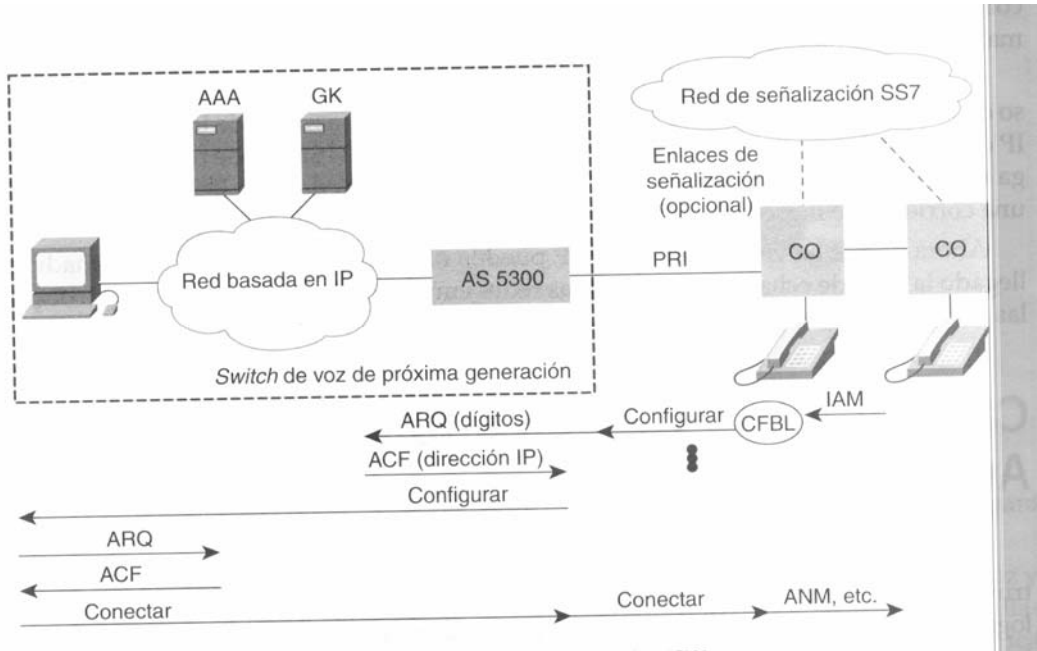 AAA
GK
Red de señalización SS7
Enlaces de
señalización
(opcional)
Red basada en IP
AS 5300
PRI
CO
CO
Switch de voz de próxima generación
IAM
ARQ (dígitos)
Configurar
CFBL
ACF (dirección IP)
Configurar
ARQ
ACF
Conectar
Conectar
ANM, etc.